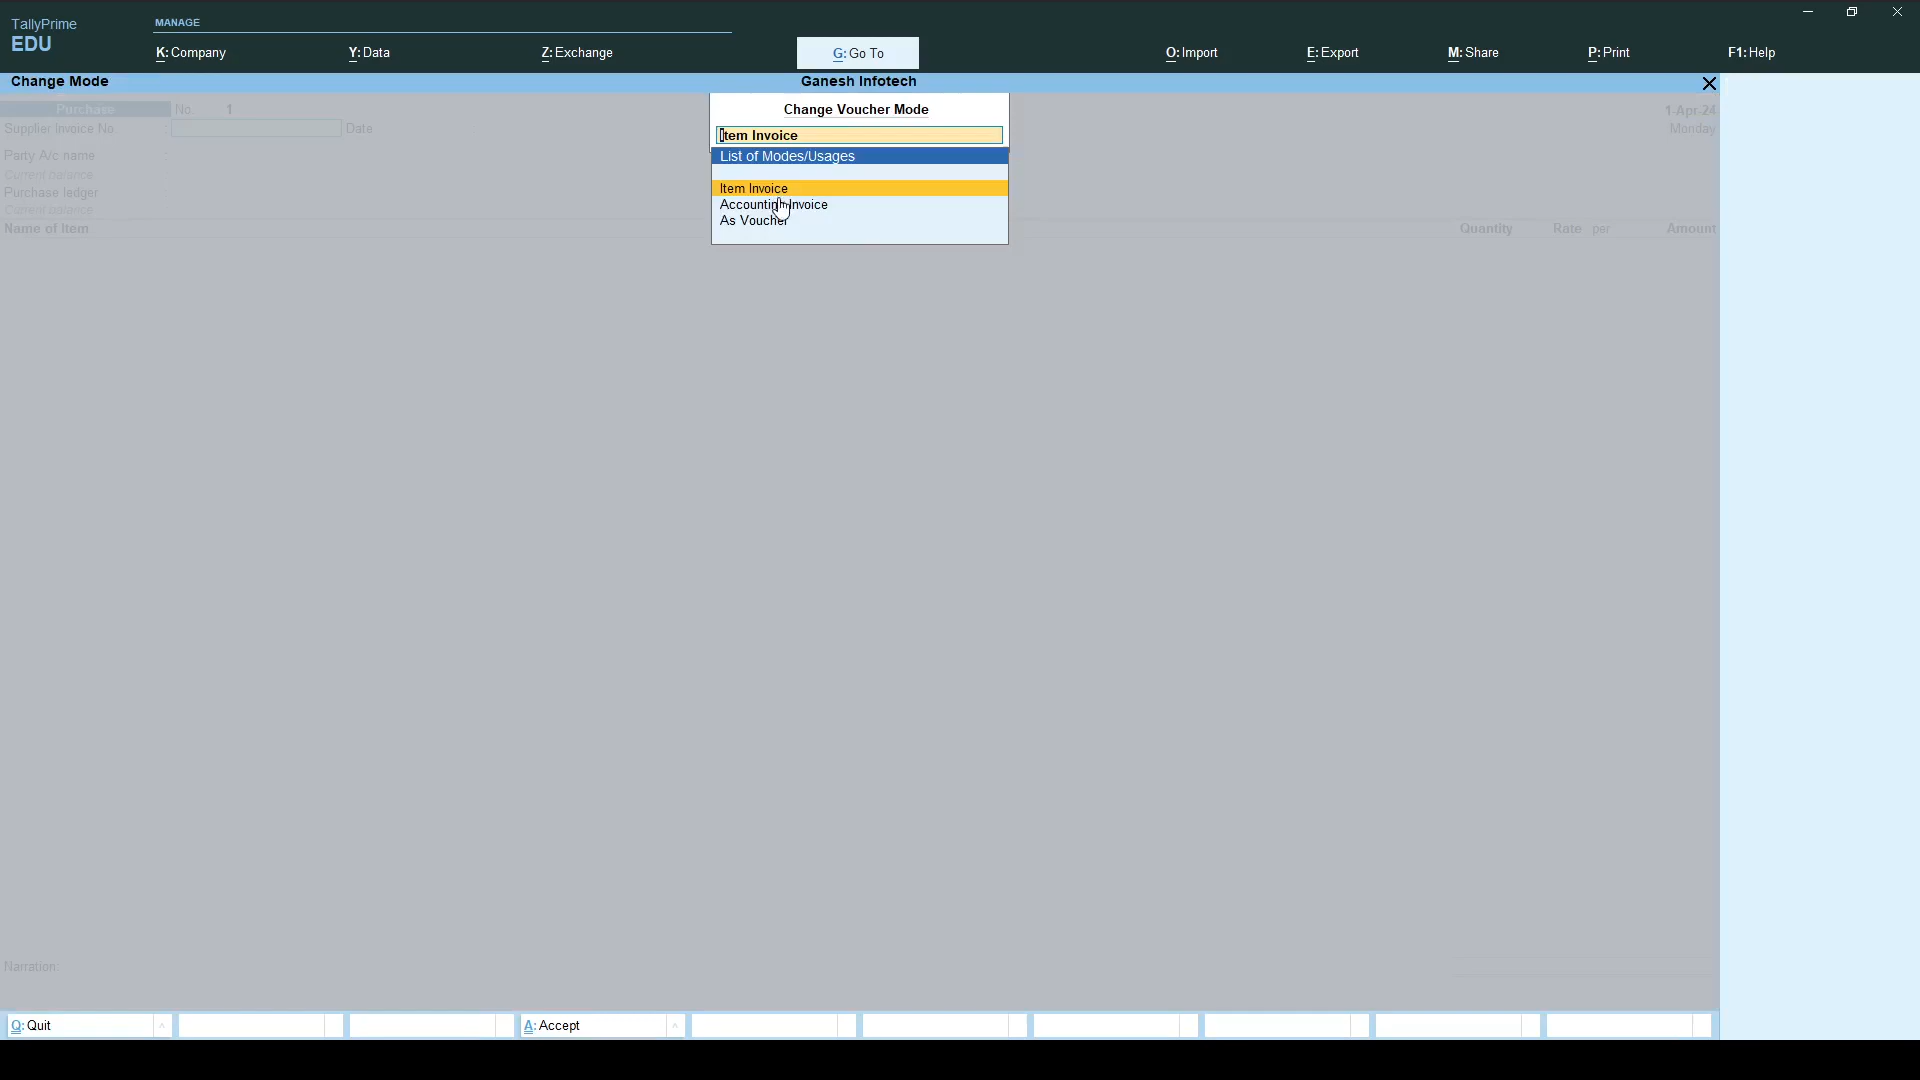 TallyPrime
EDU
MANAGE
K: Company
Y: Data
Z: Exchange
G: Go To
O: Import
E: Export
M: Share
P: Print
F1: Help
Change Mode
Ganesh Infotech
Purchase No. 1
1-Apr-24
Supplier Invoice No. : Date
Monday
Party A/c name :
Current balance :
Purchase ledger :
Current balance :
Name of Item
Quantity Rate per Amount
Change Voucher Mode
Item Invoice
List of Modes/Usages
Item Invoice
Accounting Invoice
As Voucher
Narration:
Q: Quit
A: Accept